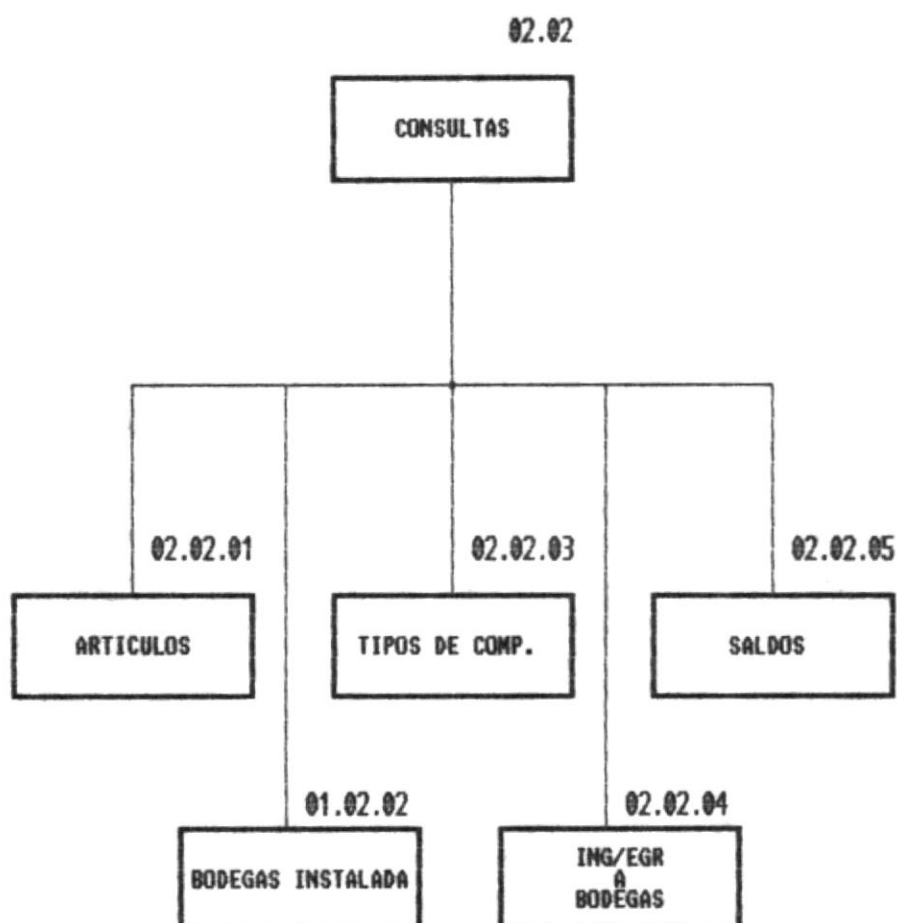 02.02
CONSULTAS
02.02.01
02.02.03
02.02.05
ARTICULOS
TIPOS DE COMP.
SALDOS
01.02.02
02.02.04
BODEGAS INSTALADA
ING/EGR
A
BODEGAS